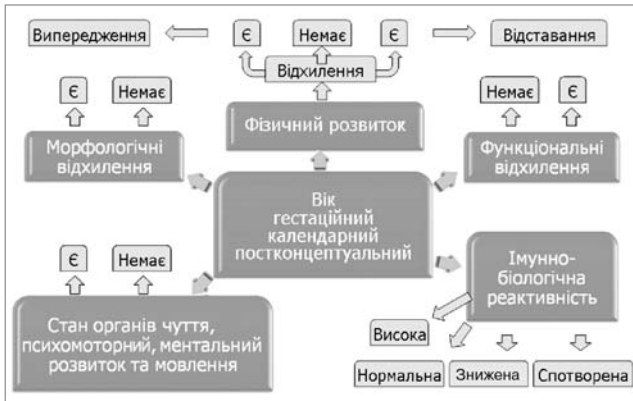 Випередження
Є
Немає
Є
Відставання
Відхилення
Є
Немає
Фізичний розвиток
Немає
Є
Морфологічні
відхилення
Функціональні
відхилення
Вік
гестаційний
календарний
постконцептуальний
Є
Немає
Імунно-
біологічна
реактивність
Стан органів чуття,
психомоторний, ментальний
розвиток та мовлення
Висока
Нормальна
Знижена
Спотворена